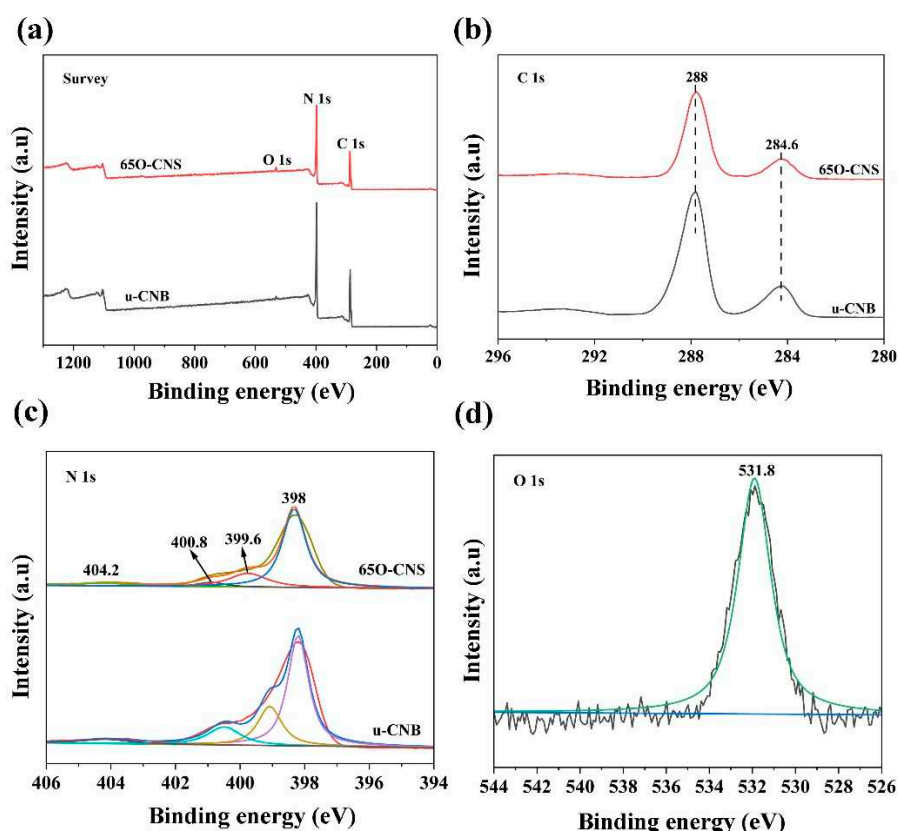 (a)
Survey
N 1s
C 1s
O 1s
65O-CNS
u-CNB
Intensity (a.u)
1200 1000 800 600 400 200 0
Binding energy (eV)
(b)
C 1s
288
284.6
65O-CNS
u-CNB
Intensity (a.u)
296 292 288 284 280
Binding energy (eV)
(c)
N 1s
398
399.6
400.8
404.2
65O-CNS
u-CNB
Intensity (a.u)
406 404 402 400 398 396 394
Binding energy (eV)
(d)
O 1s
531.8
Intensity (a.u)
544 542 540 538 536 534 532 530 528 526
Binding energy (eV)